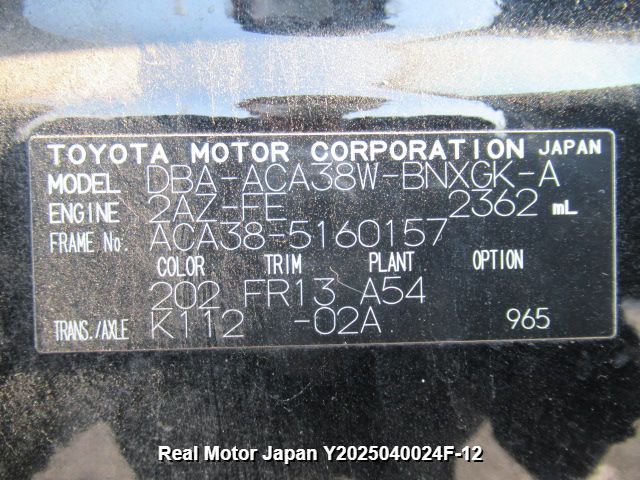 TOYOTA MOTOR CORPORATION JAPAN
MODEL DBA-ACA38W-BNXGK-A
ENGINE 2AZ-FE 2362 mL
FRAME No. ACA38-5160157
COLOR TRIM PLANT OPTION
202 FR13 A54
TRANS./AXLE K112 -02A 965
Real Motor Japan Y2025040024F-12